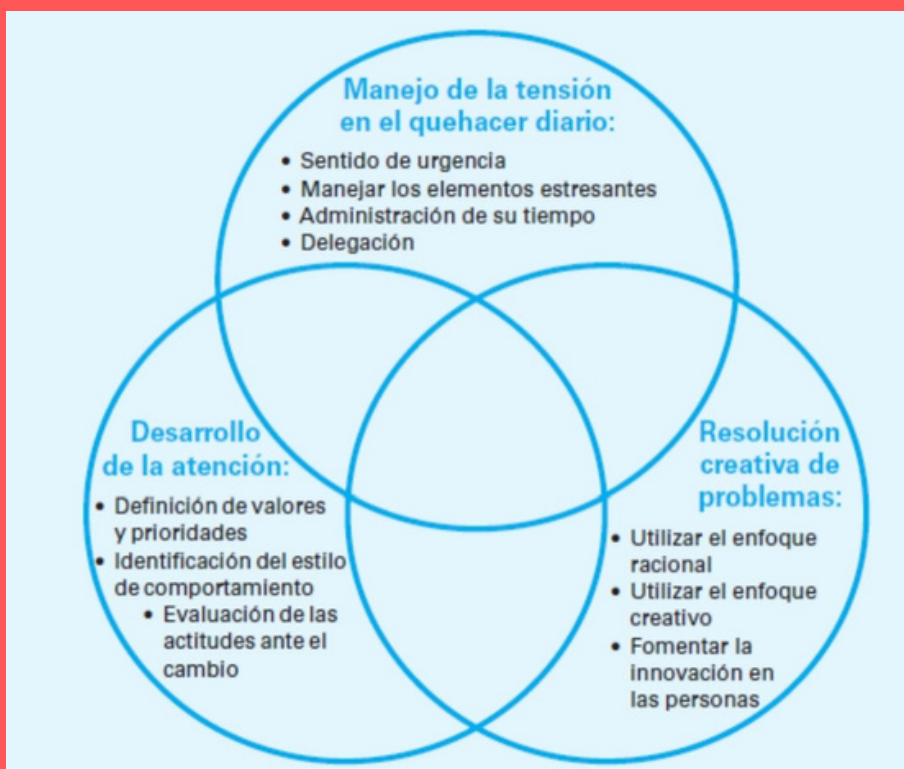 Manejo de la tensión
en el quehacer diario:
• Sentido de urgencia
• Manejar los elementos estresantes
• Administración de su tiempo
• Delegación
Desarrollo
de la atención:
• Definición de valores
y prioridades
• Identificación del estilo
de comportamiento
• Evaluación de las
actitudes ante el
cambio
Resolución
creativa de
problemas:
• Utilizar el enfoque
racional
• Utilizar el enfoque
creativo
• Fomentar la
innovación en
las personas